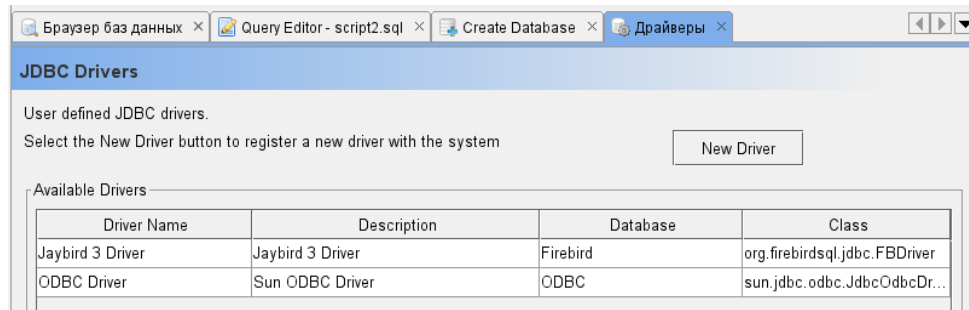 Браузер баз данных × Query Editor - script2.sql × Create Database × Драйверы ×
JDBC Drivers
User defined JDBC drivers.
Select the New Driver button to register a new driver with the system
New Driver
Available Drivers
Driver Name Description Database Class
Jaybird 3 Driver Jaybird 3 Driver Firebird org.firebirdsql.jdbc.FBDriver
ODBC Driver Sun ODBC Driver ODBC sun.jdbc.odbc.JdbcOdbcDr...